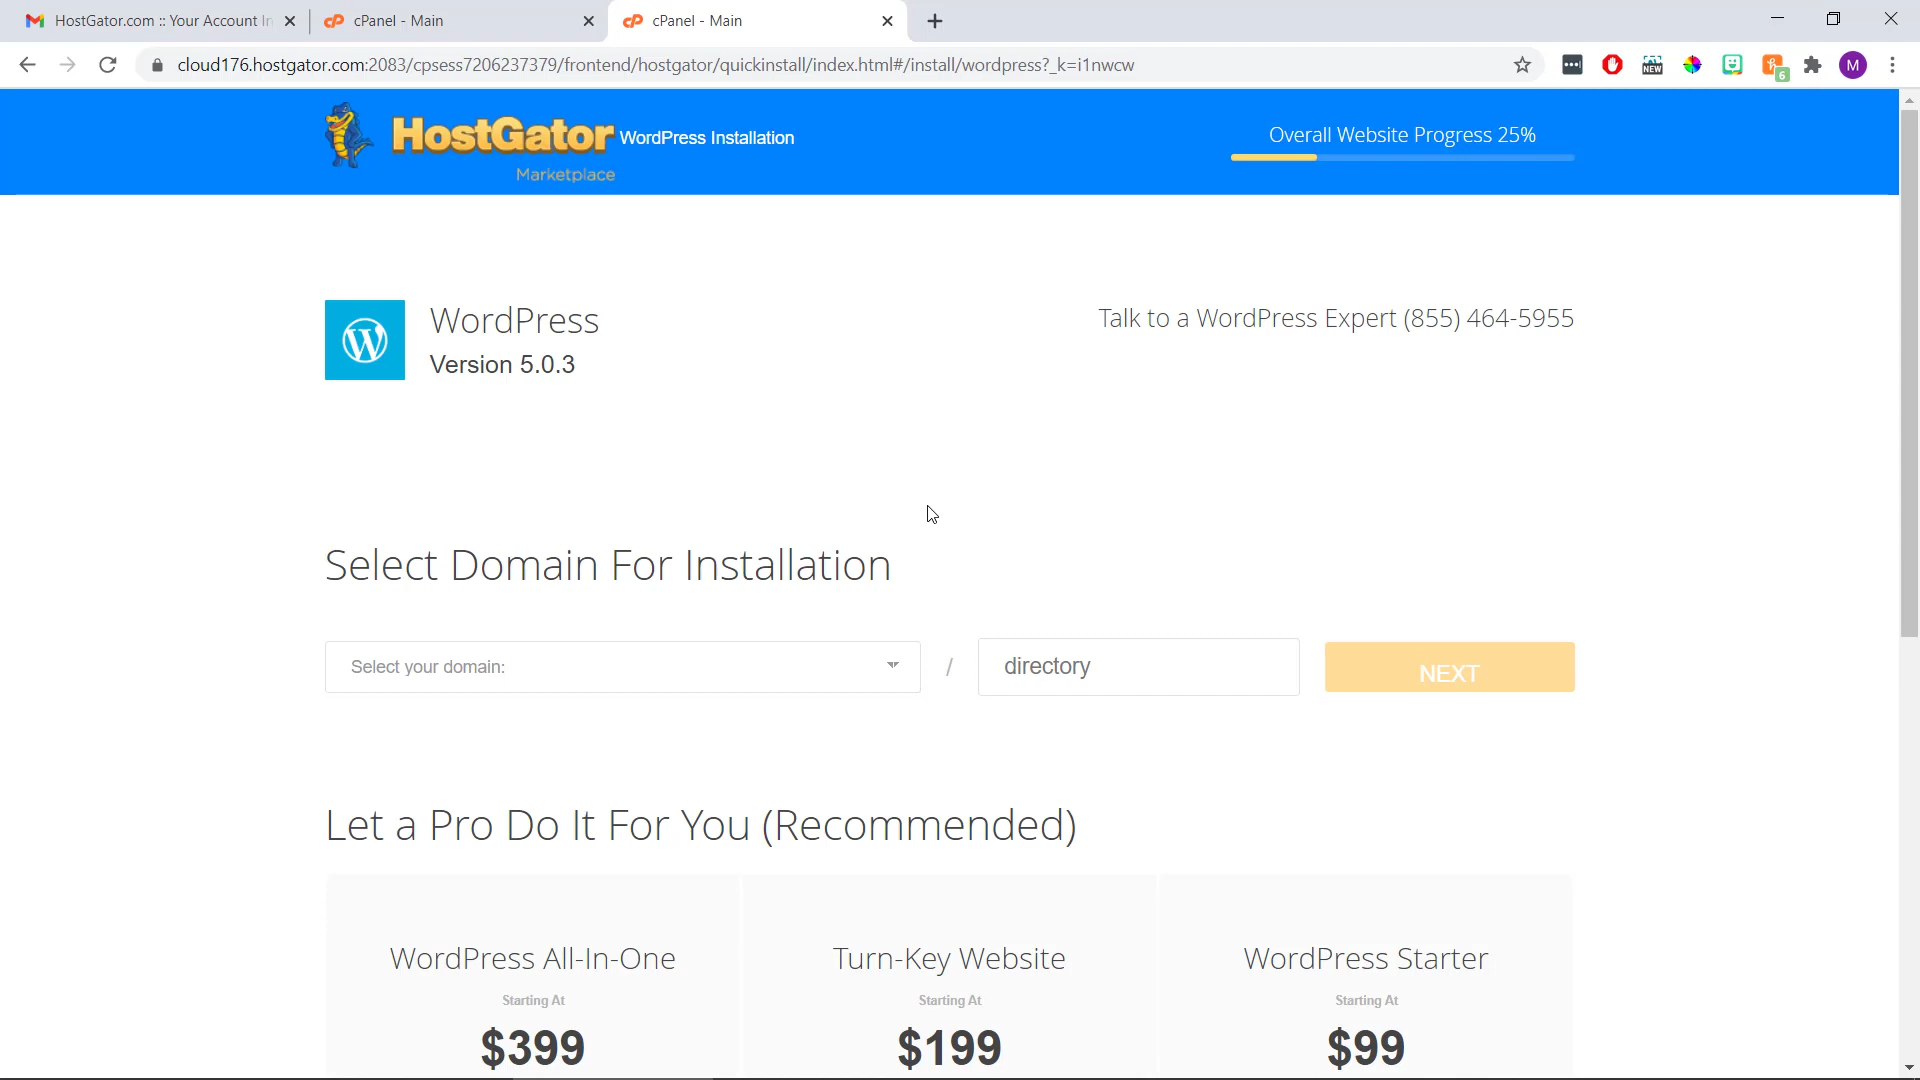 HostGator.com :: Your Account In
cPanel - Main
cPanel - Main
cloud176.hostgator.com:2083/cpsess7206237379/frontend/hostgator/quickinstall/index.html#/install/wordpress?_k=i1nwcw
NEW
6
M
HostGator WordPress Installation
Marketplace
Overall Website Progress 25%
WordPress
Version 5.0.3
Talk to a WordPress Expert (855) 464-5955
Select Domain For Installation
Select your domain:
/
directory
NEXT
Let a Pro Do It For You (Recommended)
WordPress All-In-One
Starting At
$399
Turn-Key Website
Starting At
$199
WordPress Starter
Starting At
$99